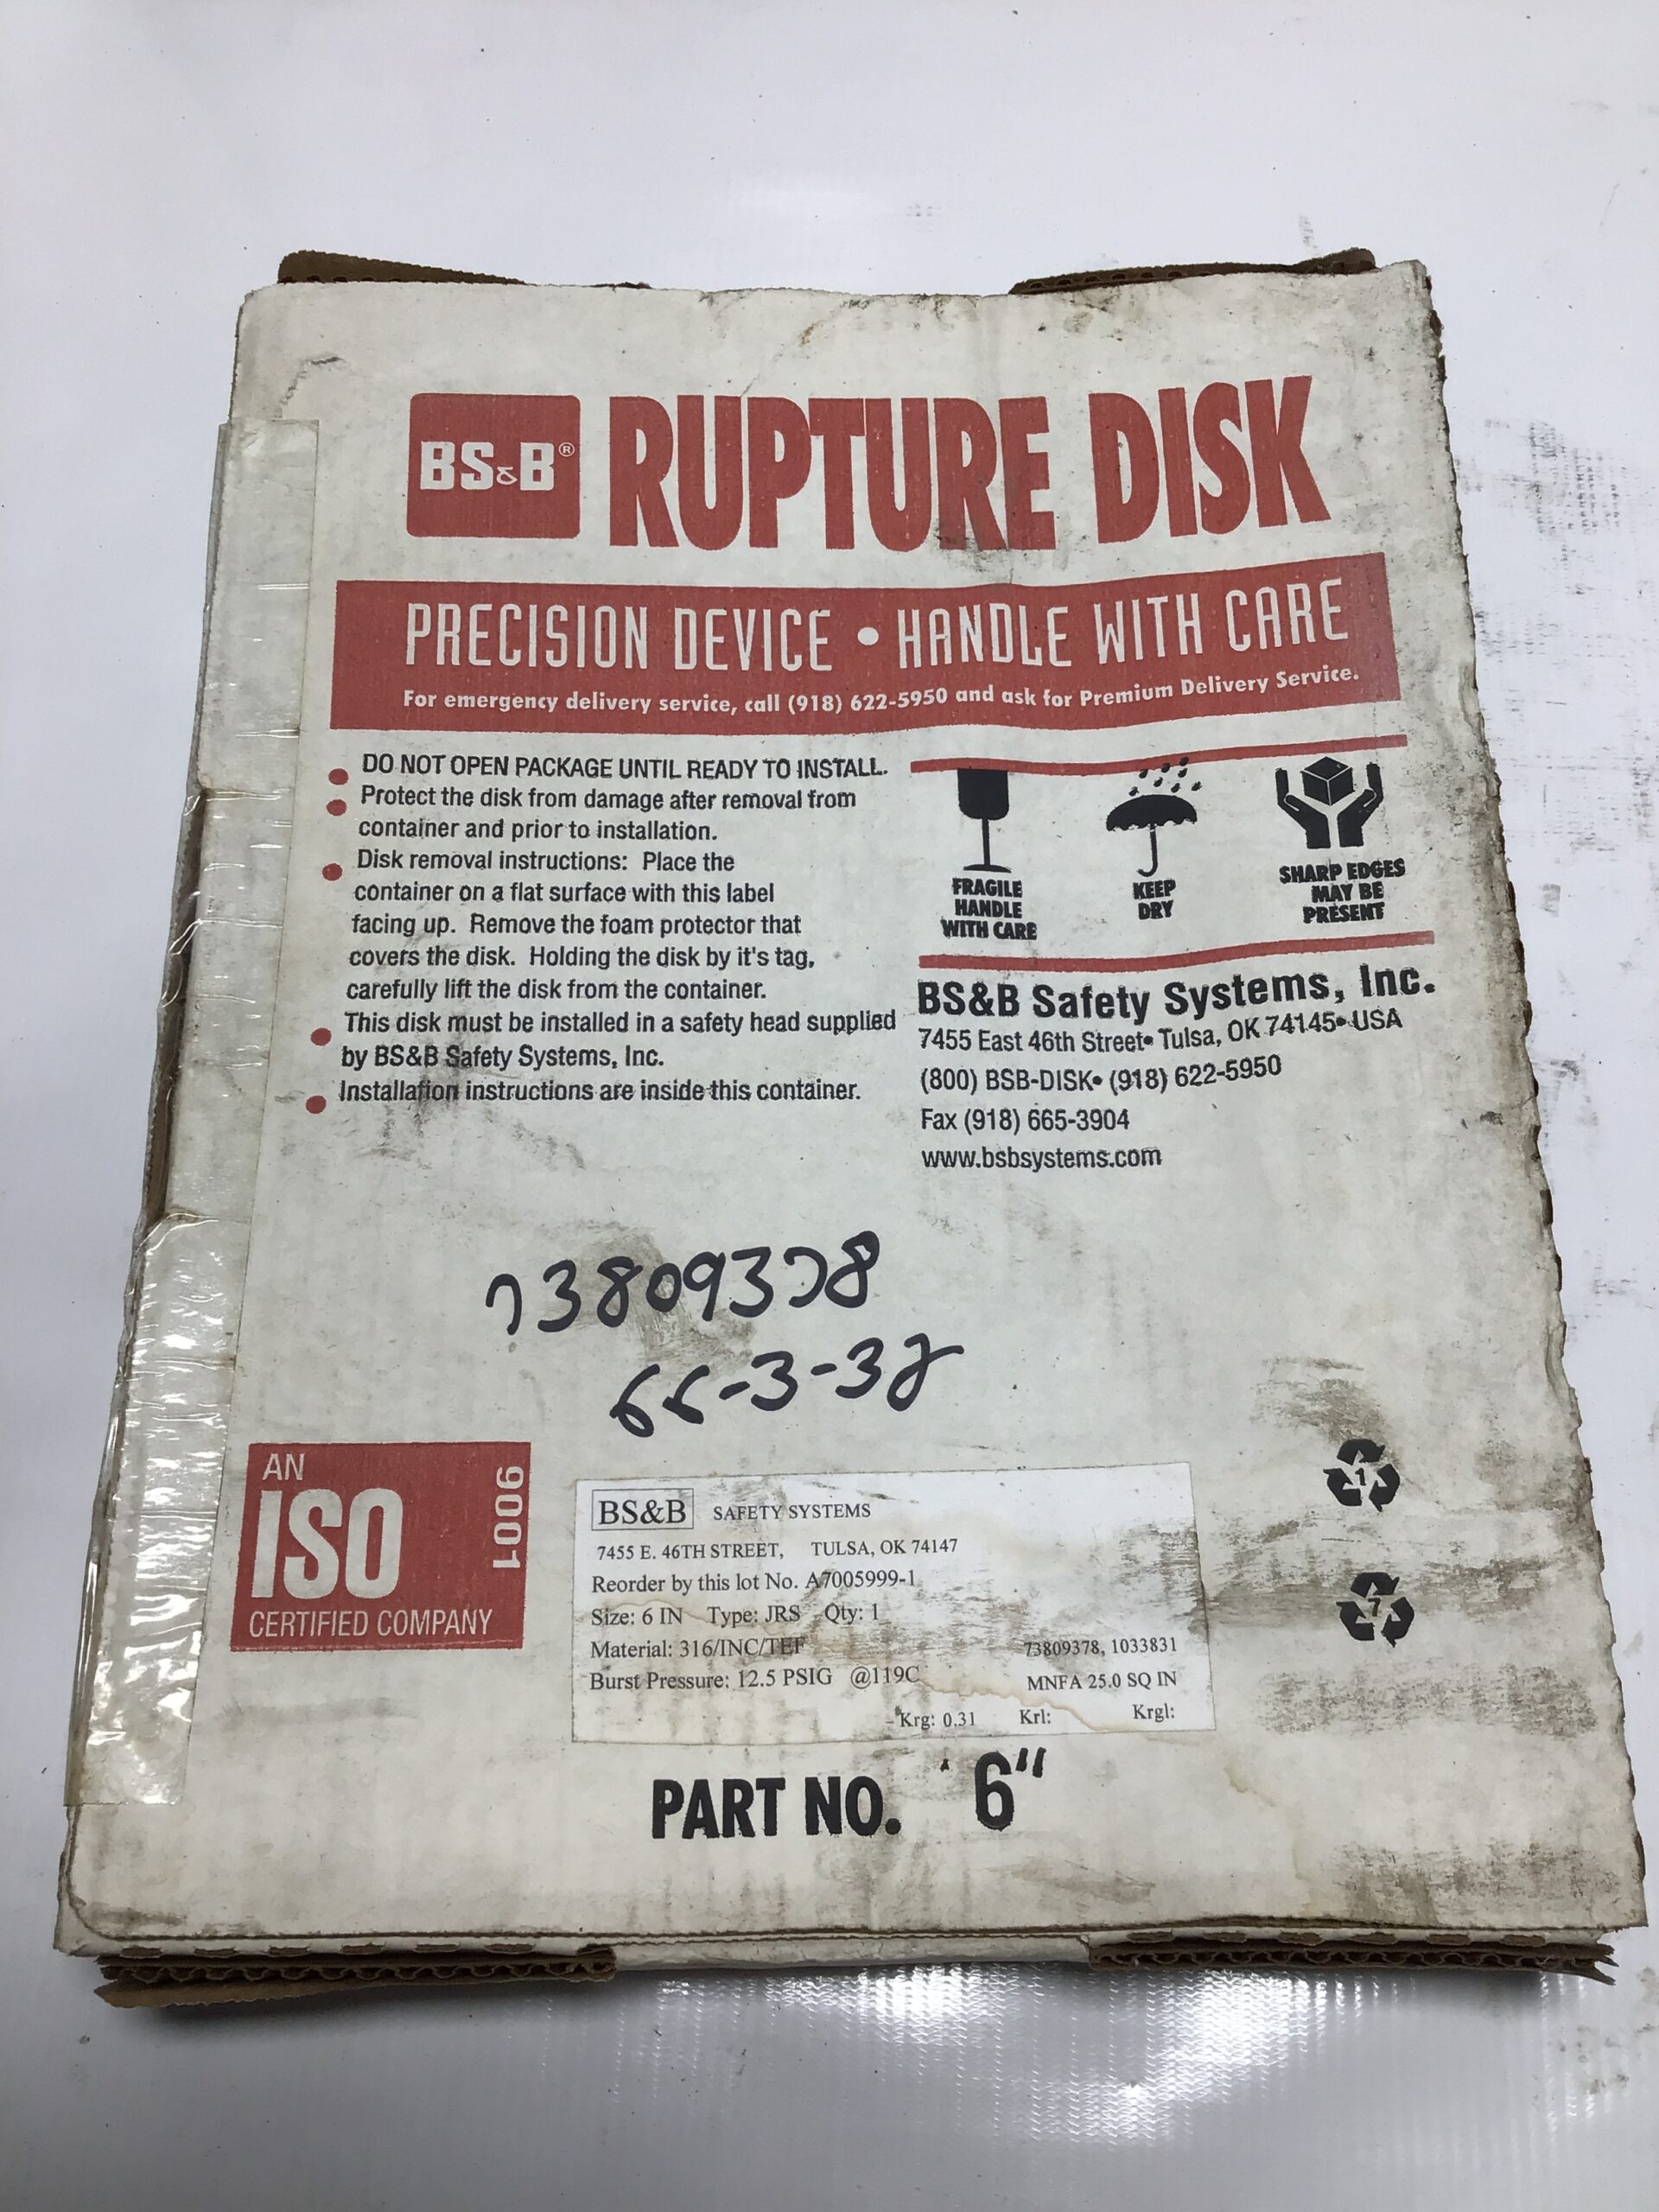 BS&B® RUPTURE DISK
PRECISION DEVICE • HANDLE WITH CARE
For emergency delivery service, call (918) 622-5950 and ask for Premium Delivery Service.
• DO NOT OPEN PACKAGE UNTIL READY TO INSTALL.
• Protect the disk from damage after removal from
container and prior to installation.
• Disk removal instructions: Place the
container on a flat surface with this label
facing up. Remove the foam protector that
covers the disk. Holding the disk by it's tag,
carefully lift the disk from the container.
• This disk must be installed in a safety head supplied
by BS&B Safety Systems, Inc.
• Installation instructions are inside this container.
FRAGILE
HANDLE
WITH CARE
KEEP
DRY
SHARP EDGES
MAY BE
PRESENT
BS&B Safety Systems, Inc.
7455 East 46th Street• Tulsa, OK 74145• USA
(800) BSB-DISK• (918) 622-5950
Fax (918) 665-3904
www.bsbsystems.com
73809378
66-3-32
AN
ISO
9001
CERTIFIED COMPANY
BS&B SAFETY SYSTEMS
7455 E. 46TH STREET, TULSA, OK 74147
Reorder by this lot No. A7005999-1
Size: 6 IN Type: JRS Qty: 1
Material: 316/INC/TEF 73809378, 1033831
Burst Pressure: 12.5 PSIG @119C MNFA 25.0 SQ IN
Krg: 0.31 Krl: Krgl:
1
7
PART NO. 6"